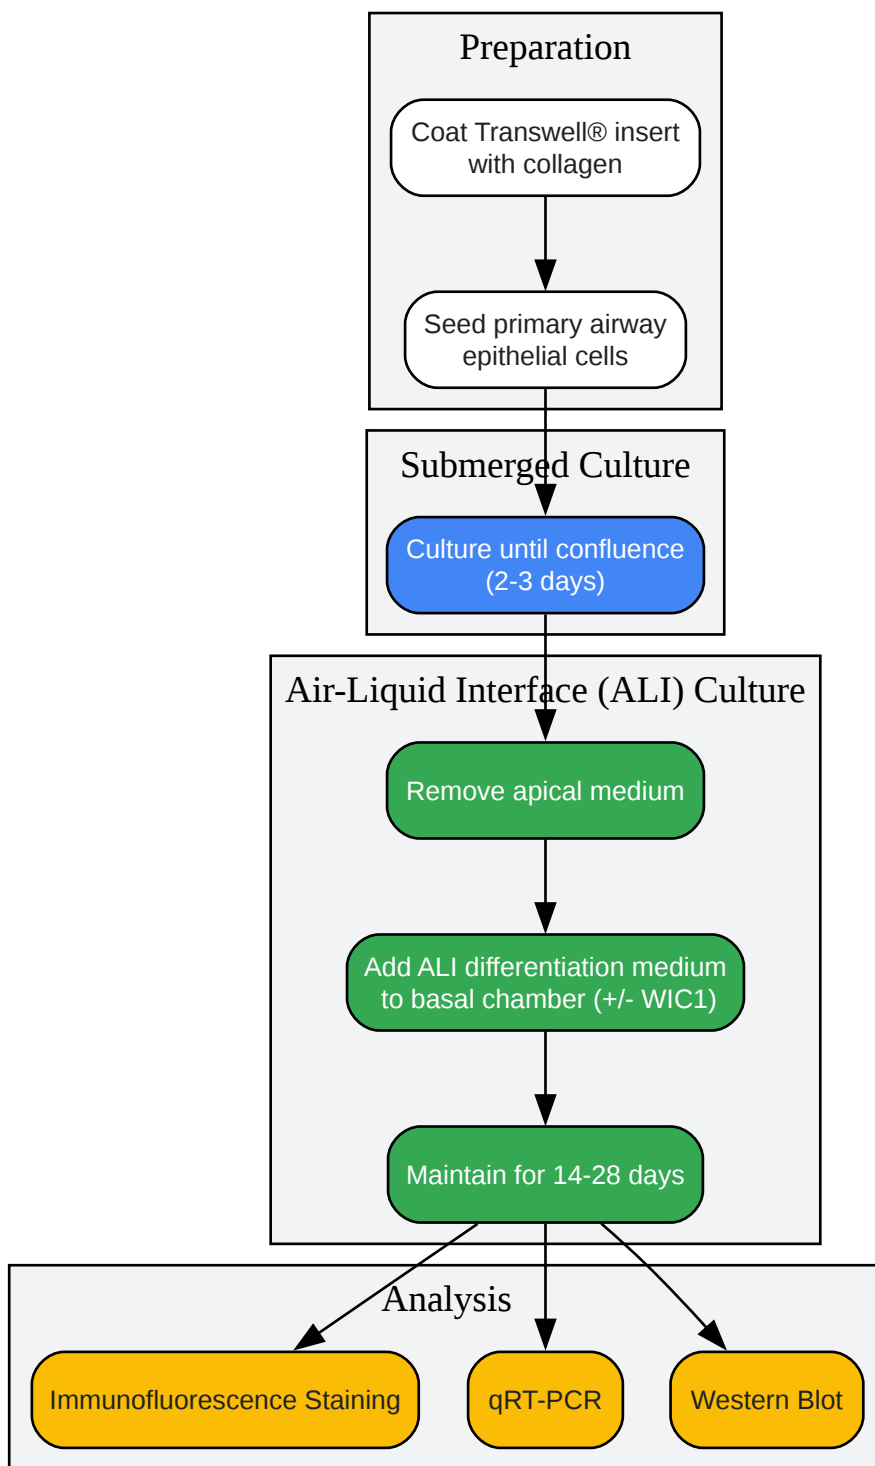 Preparation
Coat Transwell® insert
with collagen
Seed primary airway
epithelial cells
Submerged Culture
Culture until confluence
(2-3 days)
Air-Liquid Interface (ALI) Culture
Remove apical medium
Add ALI differentiation medium
to basal chamber (+/- WIC1)
Maintain for 14-28 days
Analysis
Immunofluorescence Staining
qRT-PCR
Western Blot